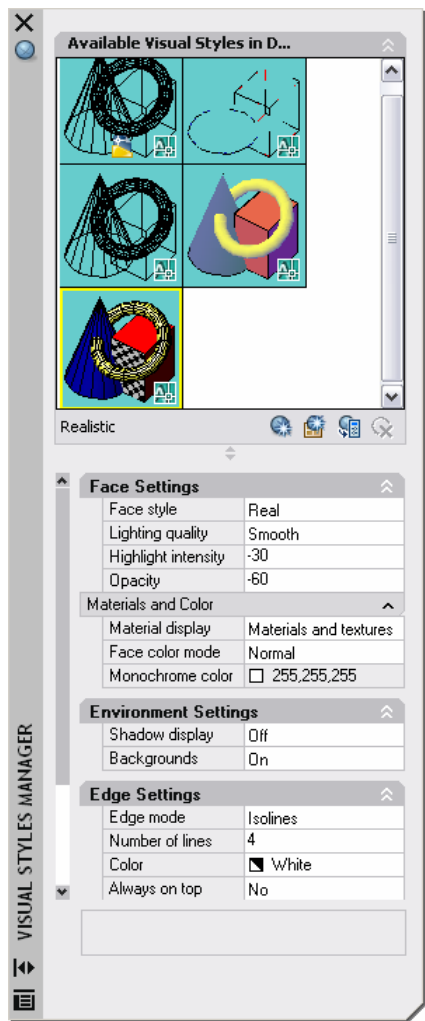 Available Visual Styles in D...
Realistic
Face Settings
Face style Real
Lighting quality Smooth
Highlight intensity -30
Opacity -60
Materials and Color
Material display Materials and textures
Face color mode Normal
Monochrome color 255,255,255
Environment Settings
Shadow display Off
Backgrounds On
Edge Settings
Edge mode Isolines
Number of lines 4
Color White
Always on top No
VISUAL STYLES MANAGER